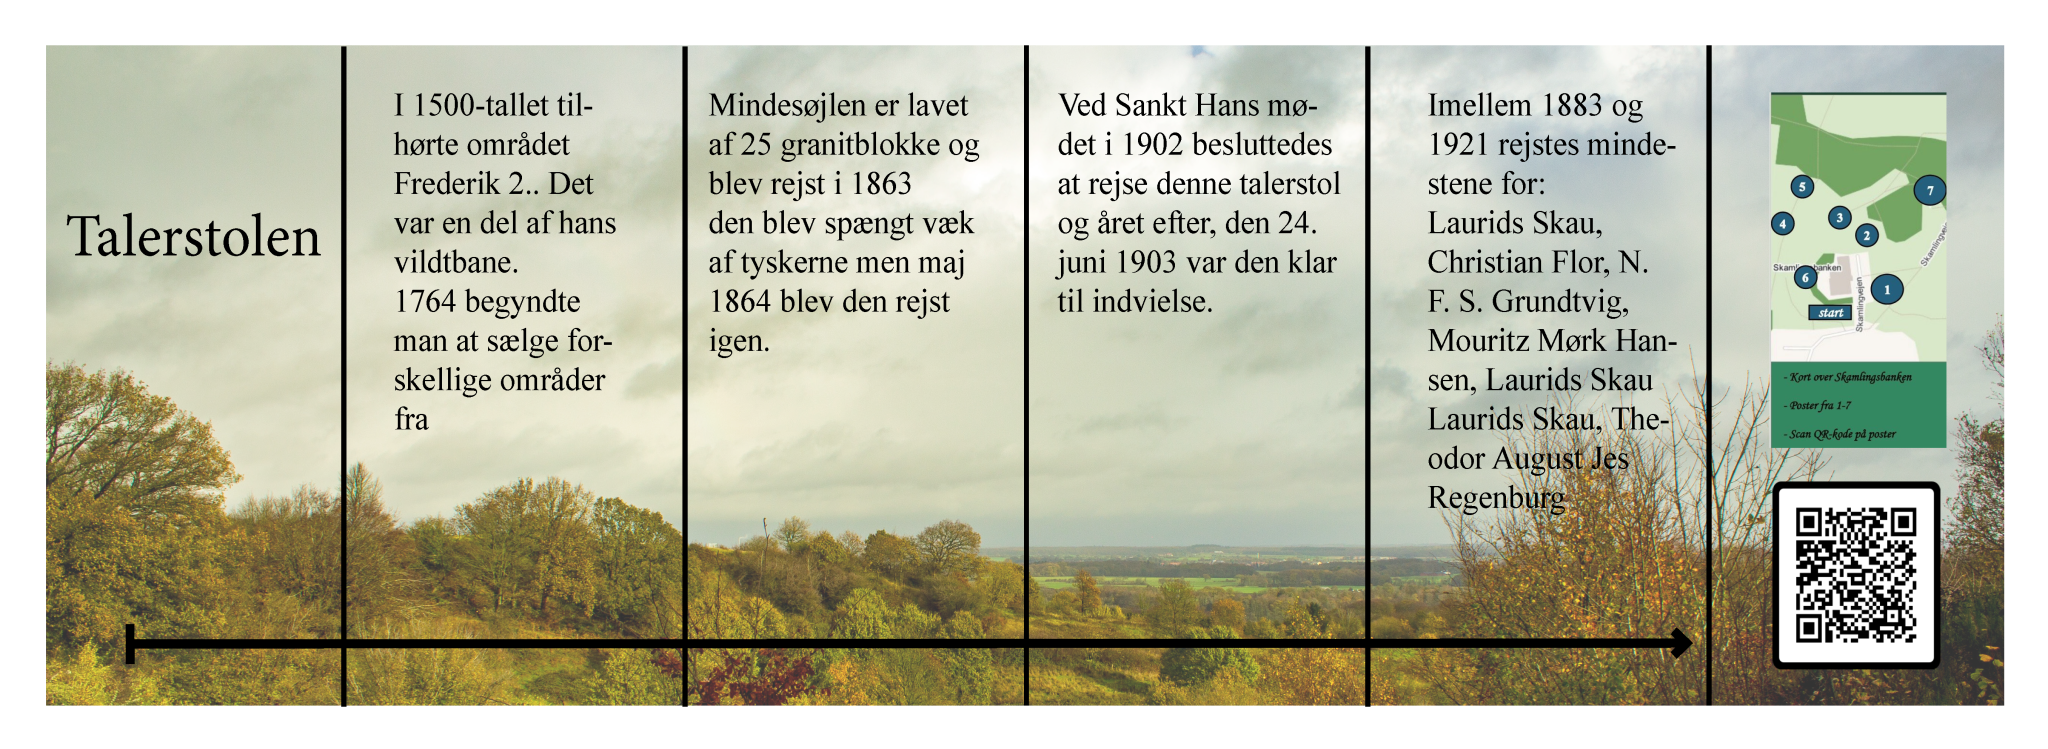 Talerstolen
I 1500-tallet til-
hørte området
Frederik 2.. Det
var en del af hans
vildtbane.
1764 begyndte
man at sælge for-
skellige områder
fra
Mindesøjlen er lavet
af 25 granitblokke og
blev rejst i 1863
den blev spængt væk
af tyskerne men maj
1864 blev den rejst
igen.
Ved Sankt Hans mø-
det i 1902 besluttedes
at rejse denne talerstol
og året efter, den 24.
juni 1903 var den klar
til indvielse.
Imellem 1883 og
1921 rejstes minde-
stene for:
Laurids Skau,
Christian Flor, N.
F. S. Grundtvig,
Mouritz Mørk Han-
sen, Laurids Skau
Laurids Skau, The-
odor August Jes
Regenburg
5
7
4
3
2
Skamlingsbanken
6
1
start
Skamlingvejen
Skamlingvej
- Kort over Skamlingsbanken
- Poster fra 1-7
- Scan QR-kode på poster